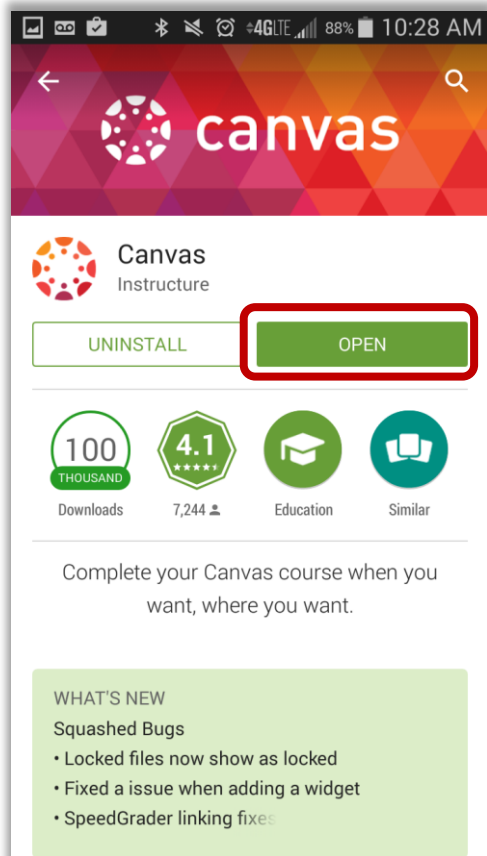 4GLTE 88% 10:28 AM
canvas
Canvas
Instructure
UNINSTALL OPEN
100
THOUSAND
4.1
Downloads 7,244 Education Similar
Complete your Canvas course when you
want, where you want.
WHAT'S NEW
Squashed Bugs
• Locked files now show as locked
• Fixed a issue when adding a widget
• SpeedGrader linking fixes